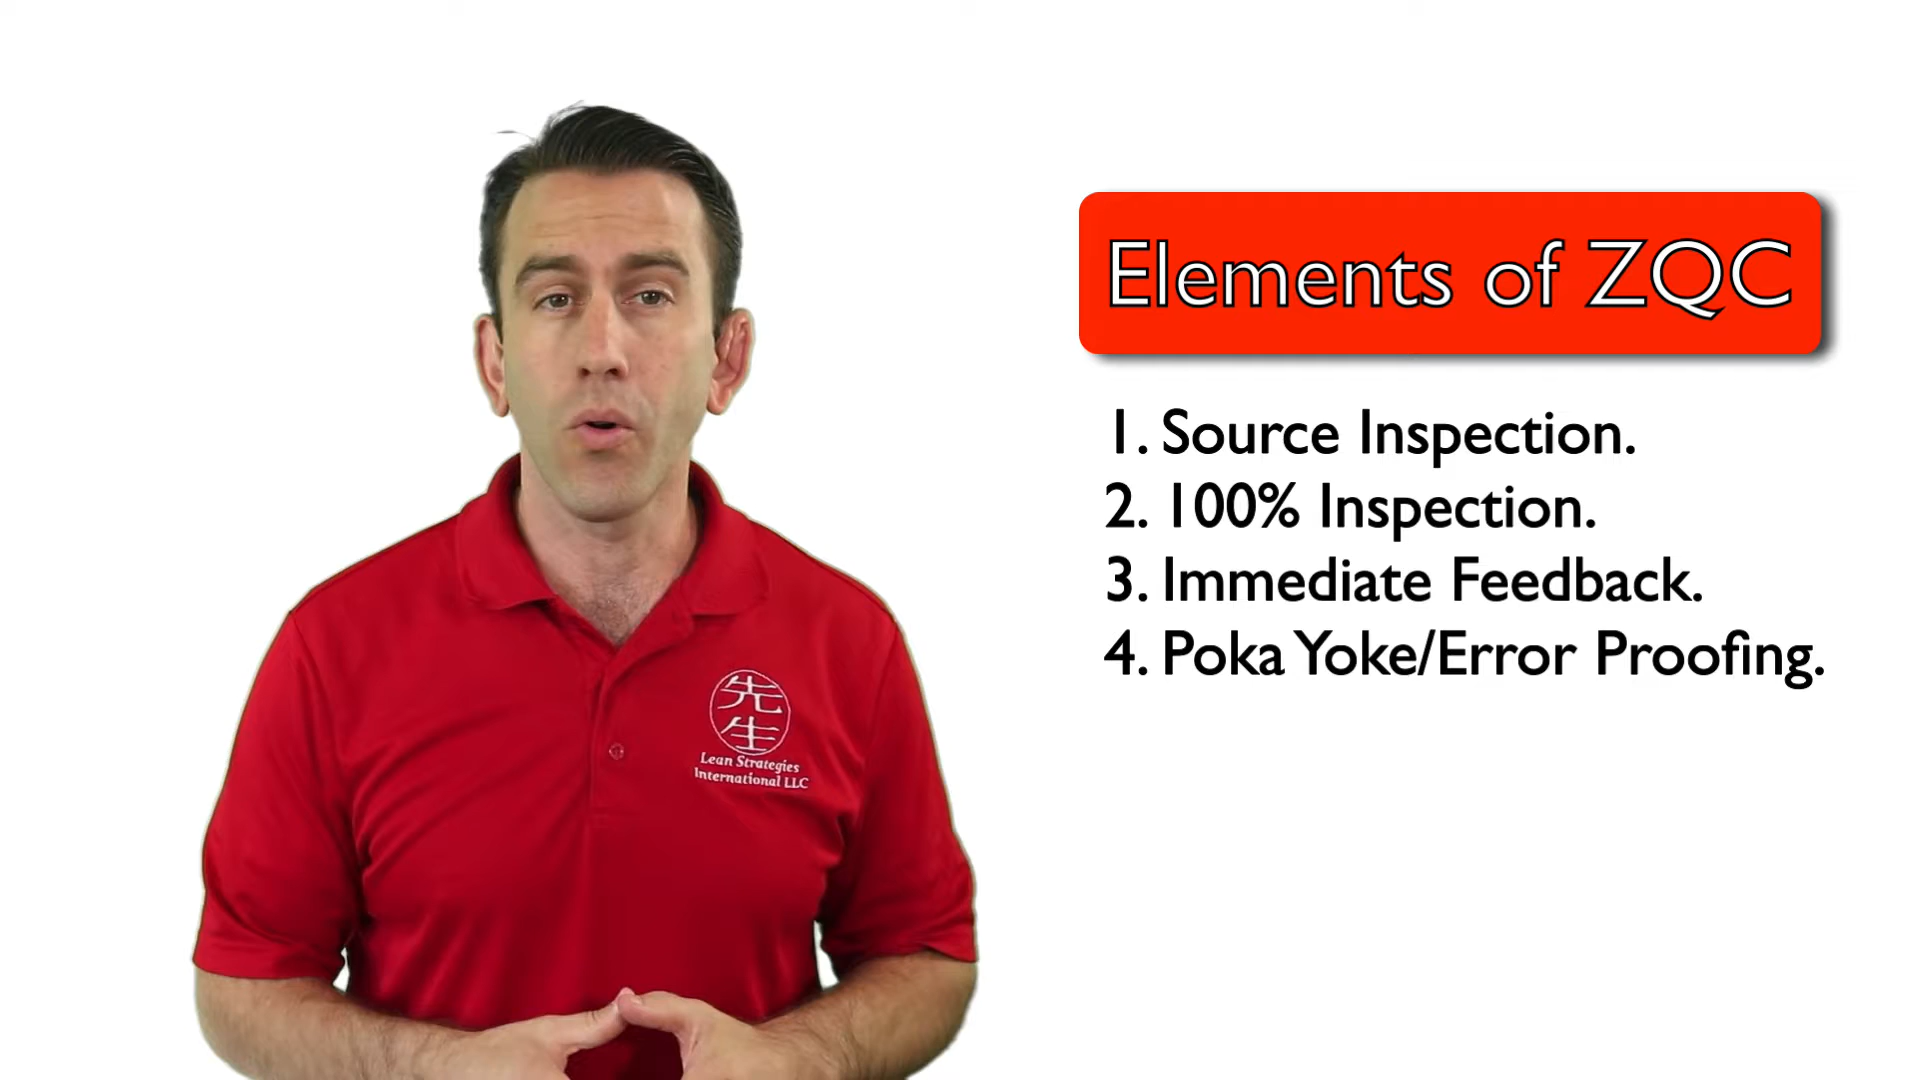 Elements of ZQC
1. Source Inspection.
2. 100% Inspection.
3. Immediate Feedback.
4. Poka Yoke/Error Proofing.
先
生
Lean Strategies
International LLC